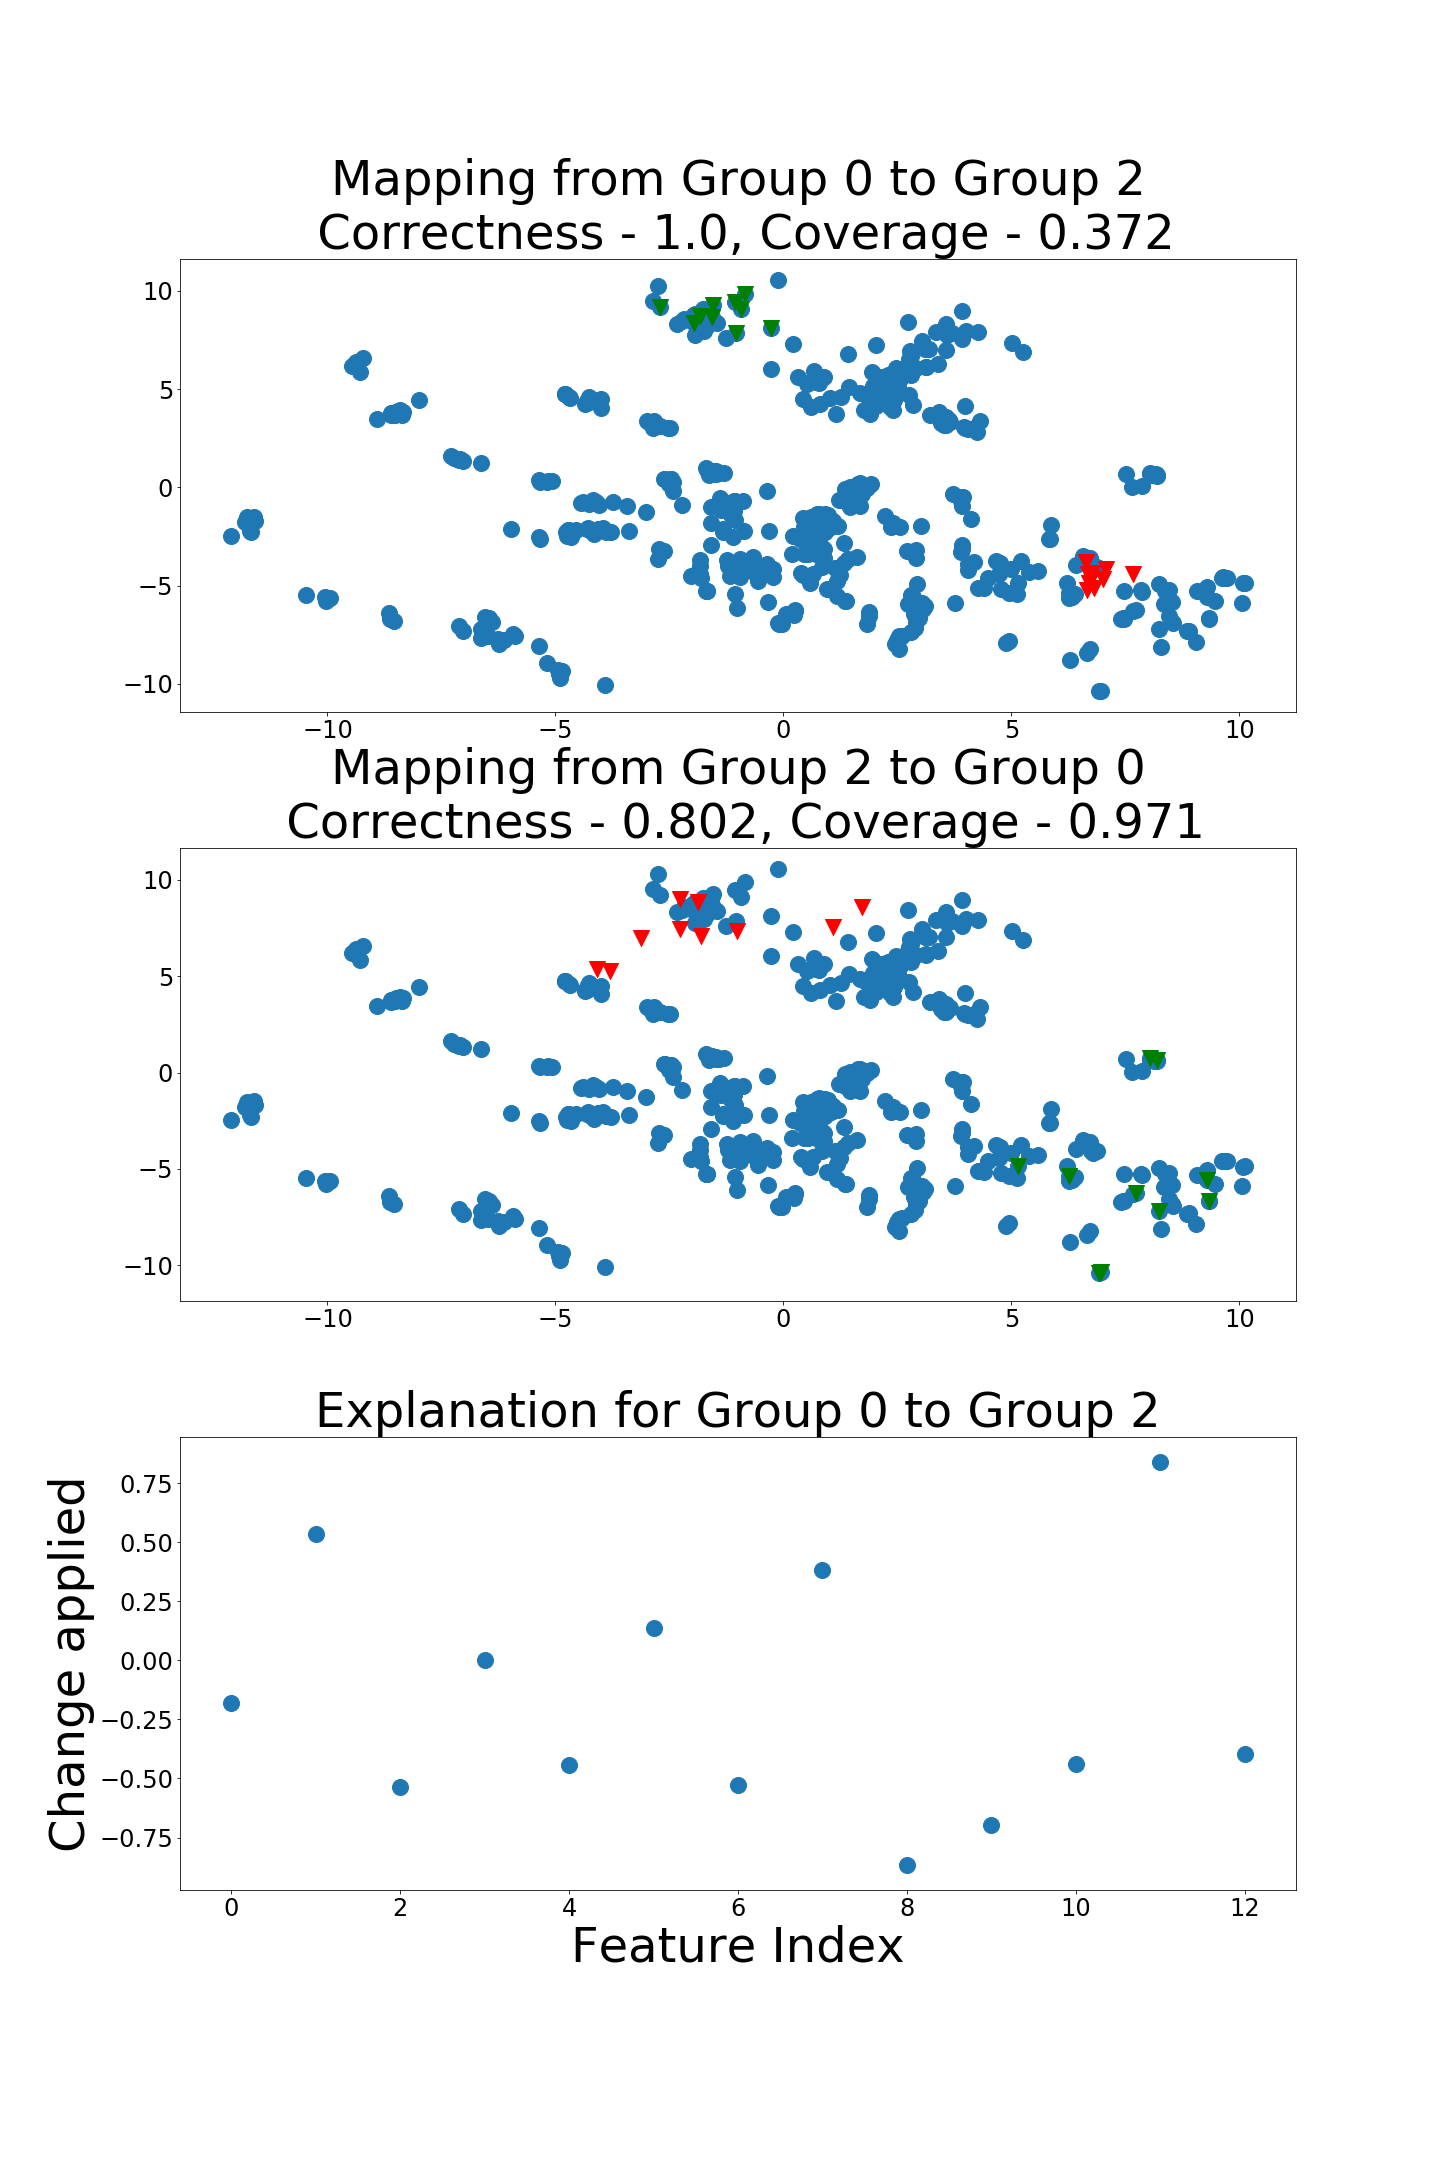 Mapping from Group 0 to Group 2
Correctness - 1.0, Coverage - 0.372
10
5
0
−5
−10
−10 −5 0 5 10
Mapping from Group 2 to Group 0
Correctness - 0.802, Coverage - 0.971
10
5
0
−5
−10
−10 −5 0 5 10
Explanation for Group 0 to Group 2
Change applied
0.75
0.50
0.25
0.00
−0.25
−0.50
−0.75
0 2 4 6 8 10 12
Feature Index